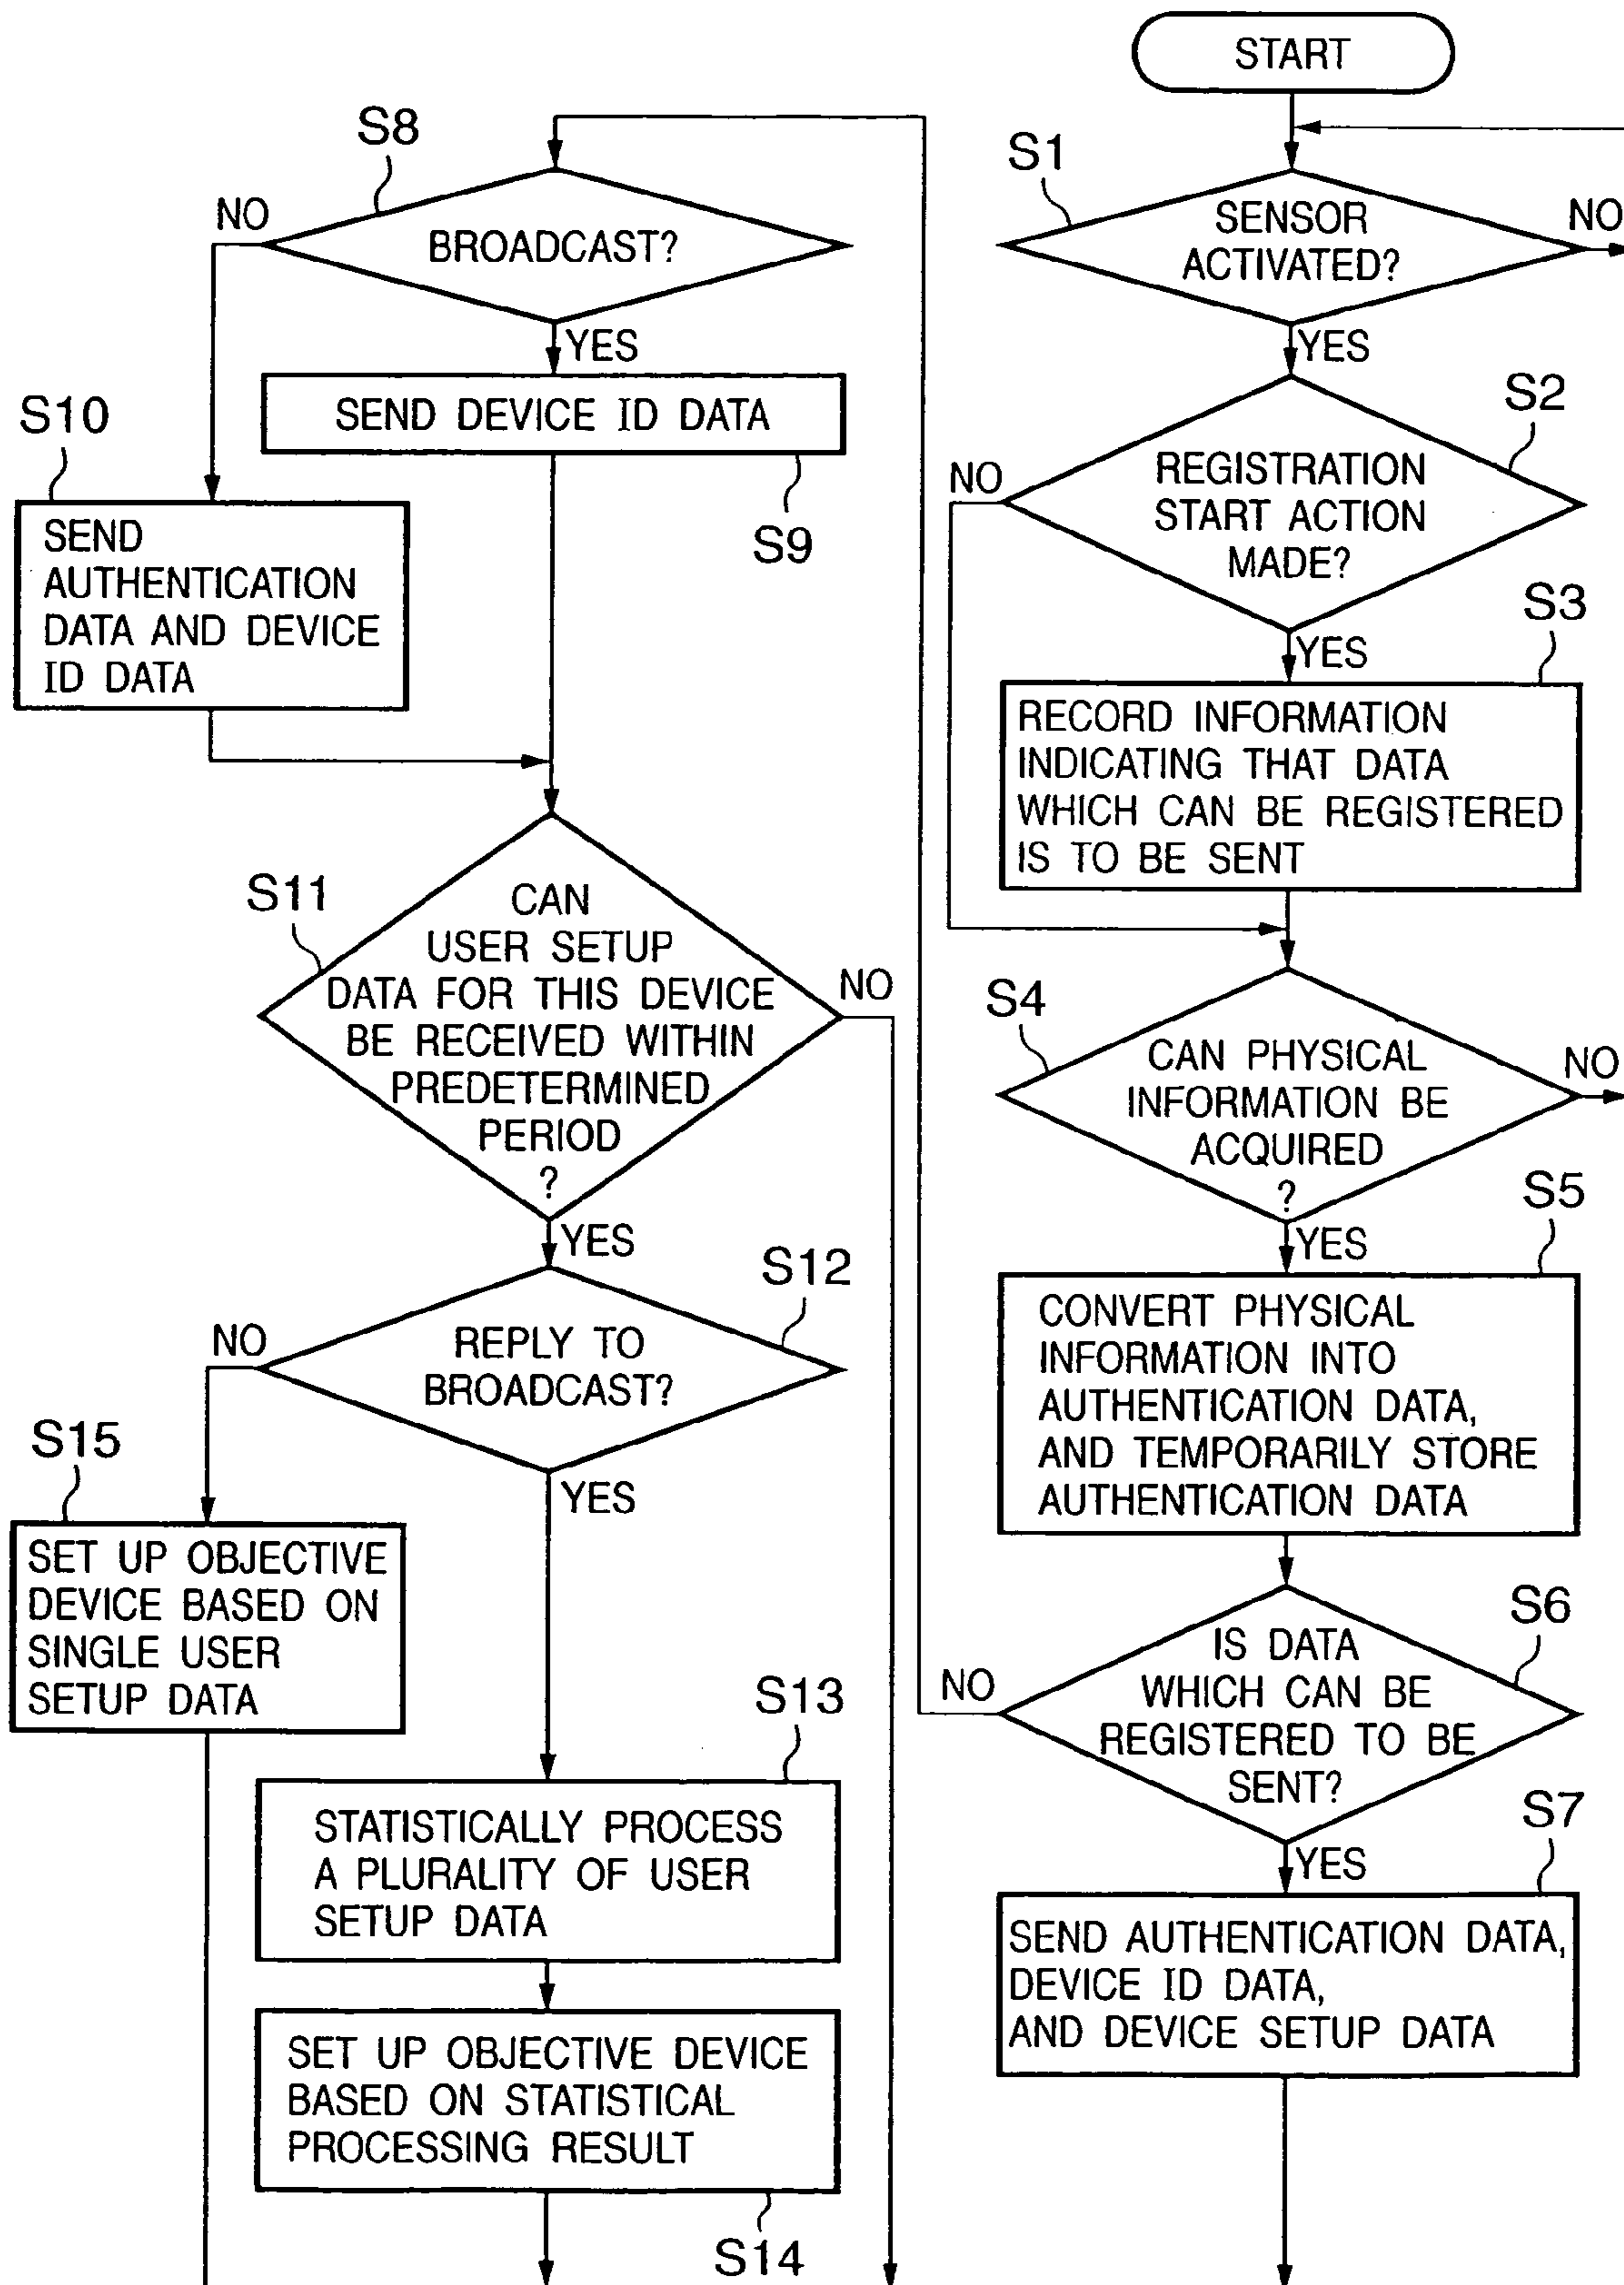 START
S1
SENSOR
ACTIVATED?
NO
YES
S2
REGISTRATION
START ACTION
MADE?
NO
YES
S3
RECORD INFORMATION
INDICATING THAT DATA
WHICH CAN BE REGISTERED
IS TO BE SENT
S4
CAN PHYSICAL
INFORMATION BE
ACQUIRED
?
NO
YES
S5
CONVERT PHYSICAL
INFORMATION INTO
AUTHENTICATION DATA,
AND TEMPORARILY STORE
AUTHENTICATION DATA
S6
IS DATA
WHICH CAN BE
REGISTERED TO BE
SENT?
NO
YES
S7
SEND AUTHENTICATION DATA,
DEVICE ID DATA,
AND DEVICE SETUP DATA
S8
BROADCAST?
NO
YES
SEND DEVICE ID DATA
S9
S10
SEND
AUTHENTICATION
DATA AND DEVICE
ID DATA
S11
CAN
USER SETUP
DATA FOR THIS DEVICE
BE RECEIVED WITHIN
PREDETERMINED
PERIOD
?
NO
YES
S12
REPLY TO
BROADCAST?
NO
YES
S15
SET UP OBJECTIVE
DEVICE BASED ON
SINGLE USER
SETUP DATA
S13
STATISTICALLY PROCESS
A PLURALITY OF USER
SETUP DATA
SET UP OBJECTIVE DEVICE
BASED ON STATISTICAL
PROCESSING RESULT
S14